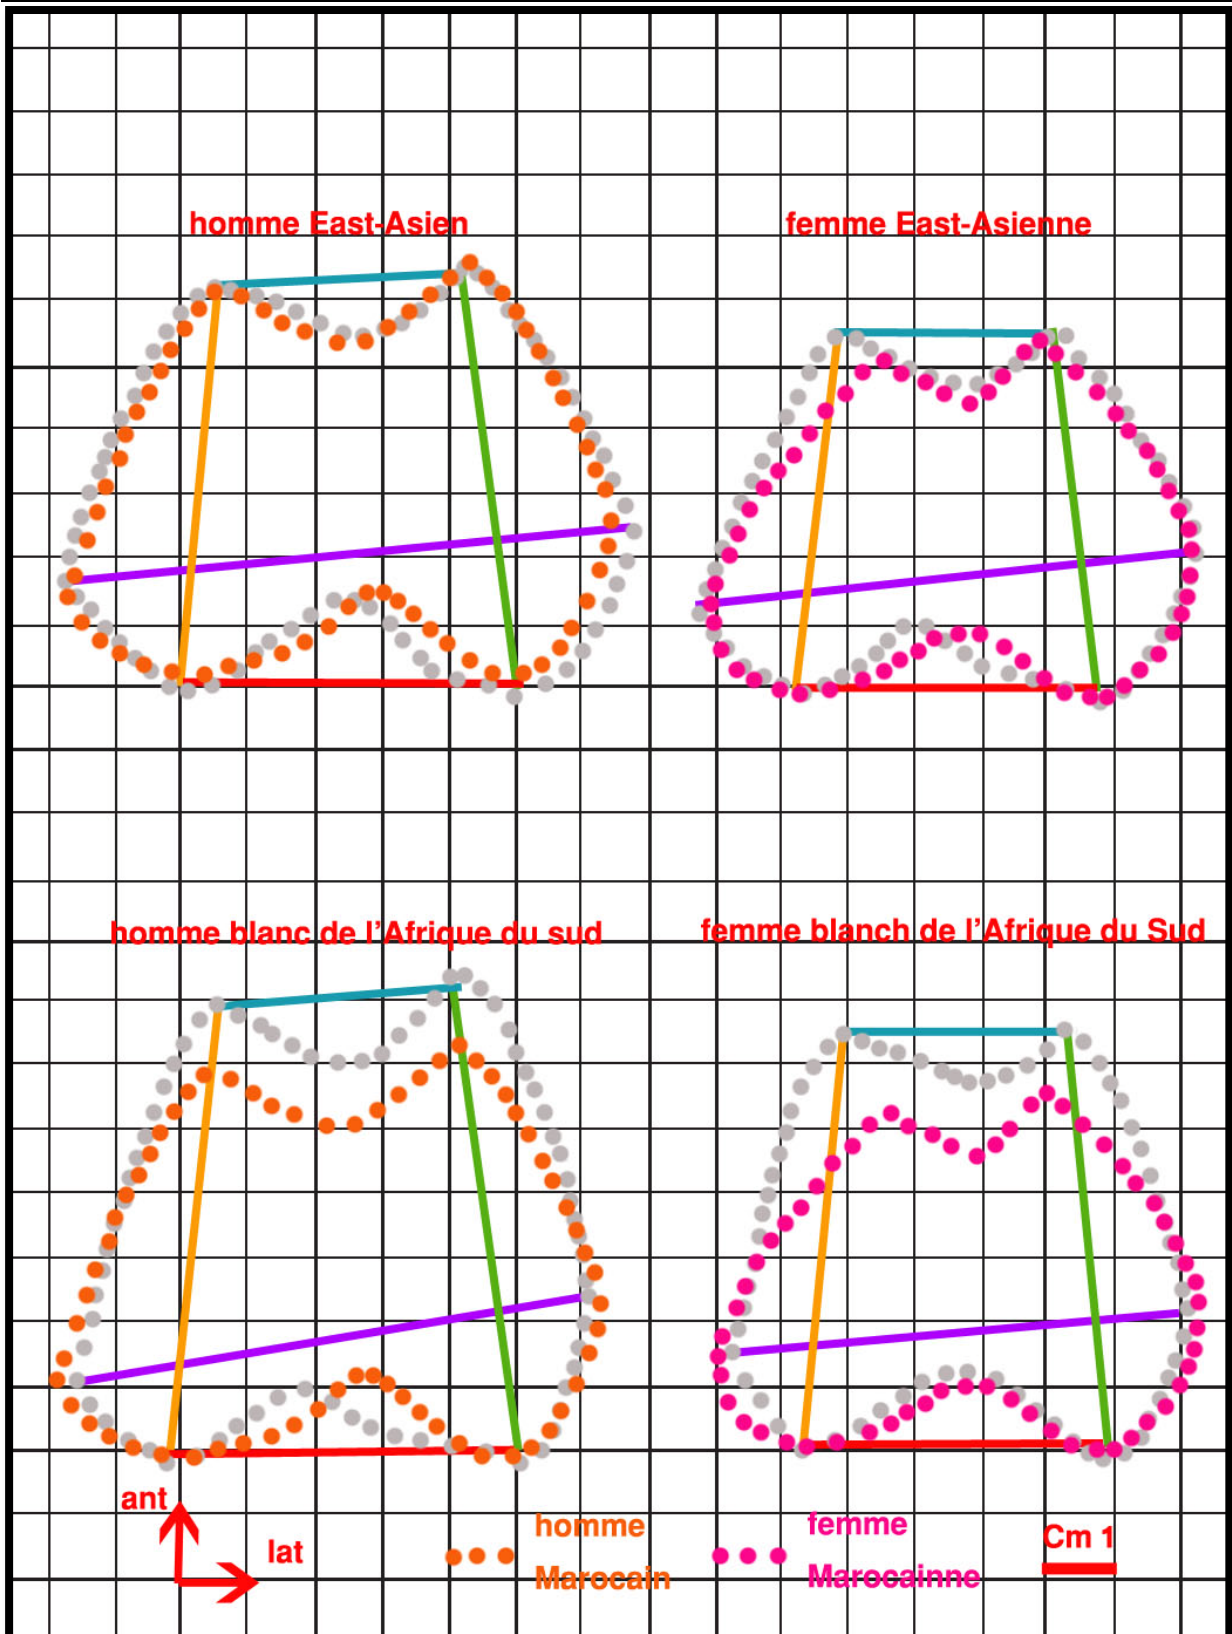 homme East-Asien
femme East-Asienne
homme blanc de l'Afrique du sud
femme blanch de l'Afrique du Sud
ant
lat
homme
Marocain
femme
Marocainne
Cm 1